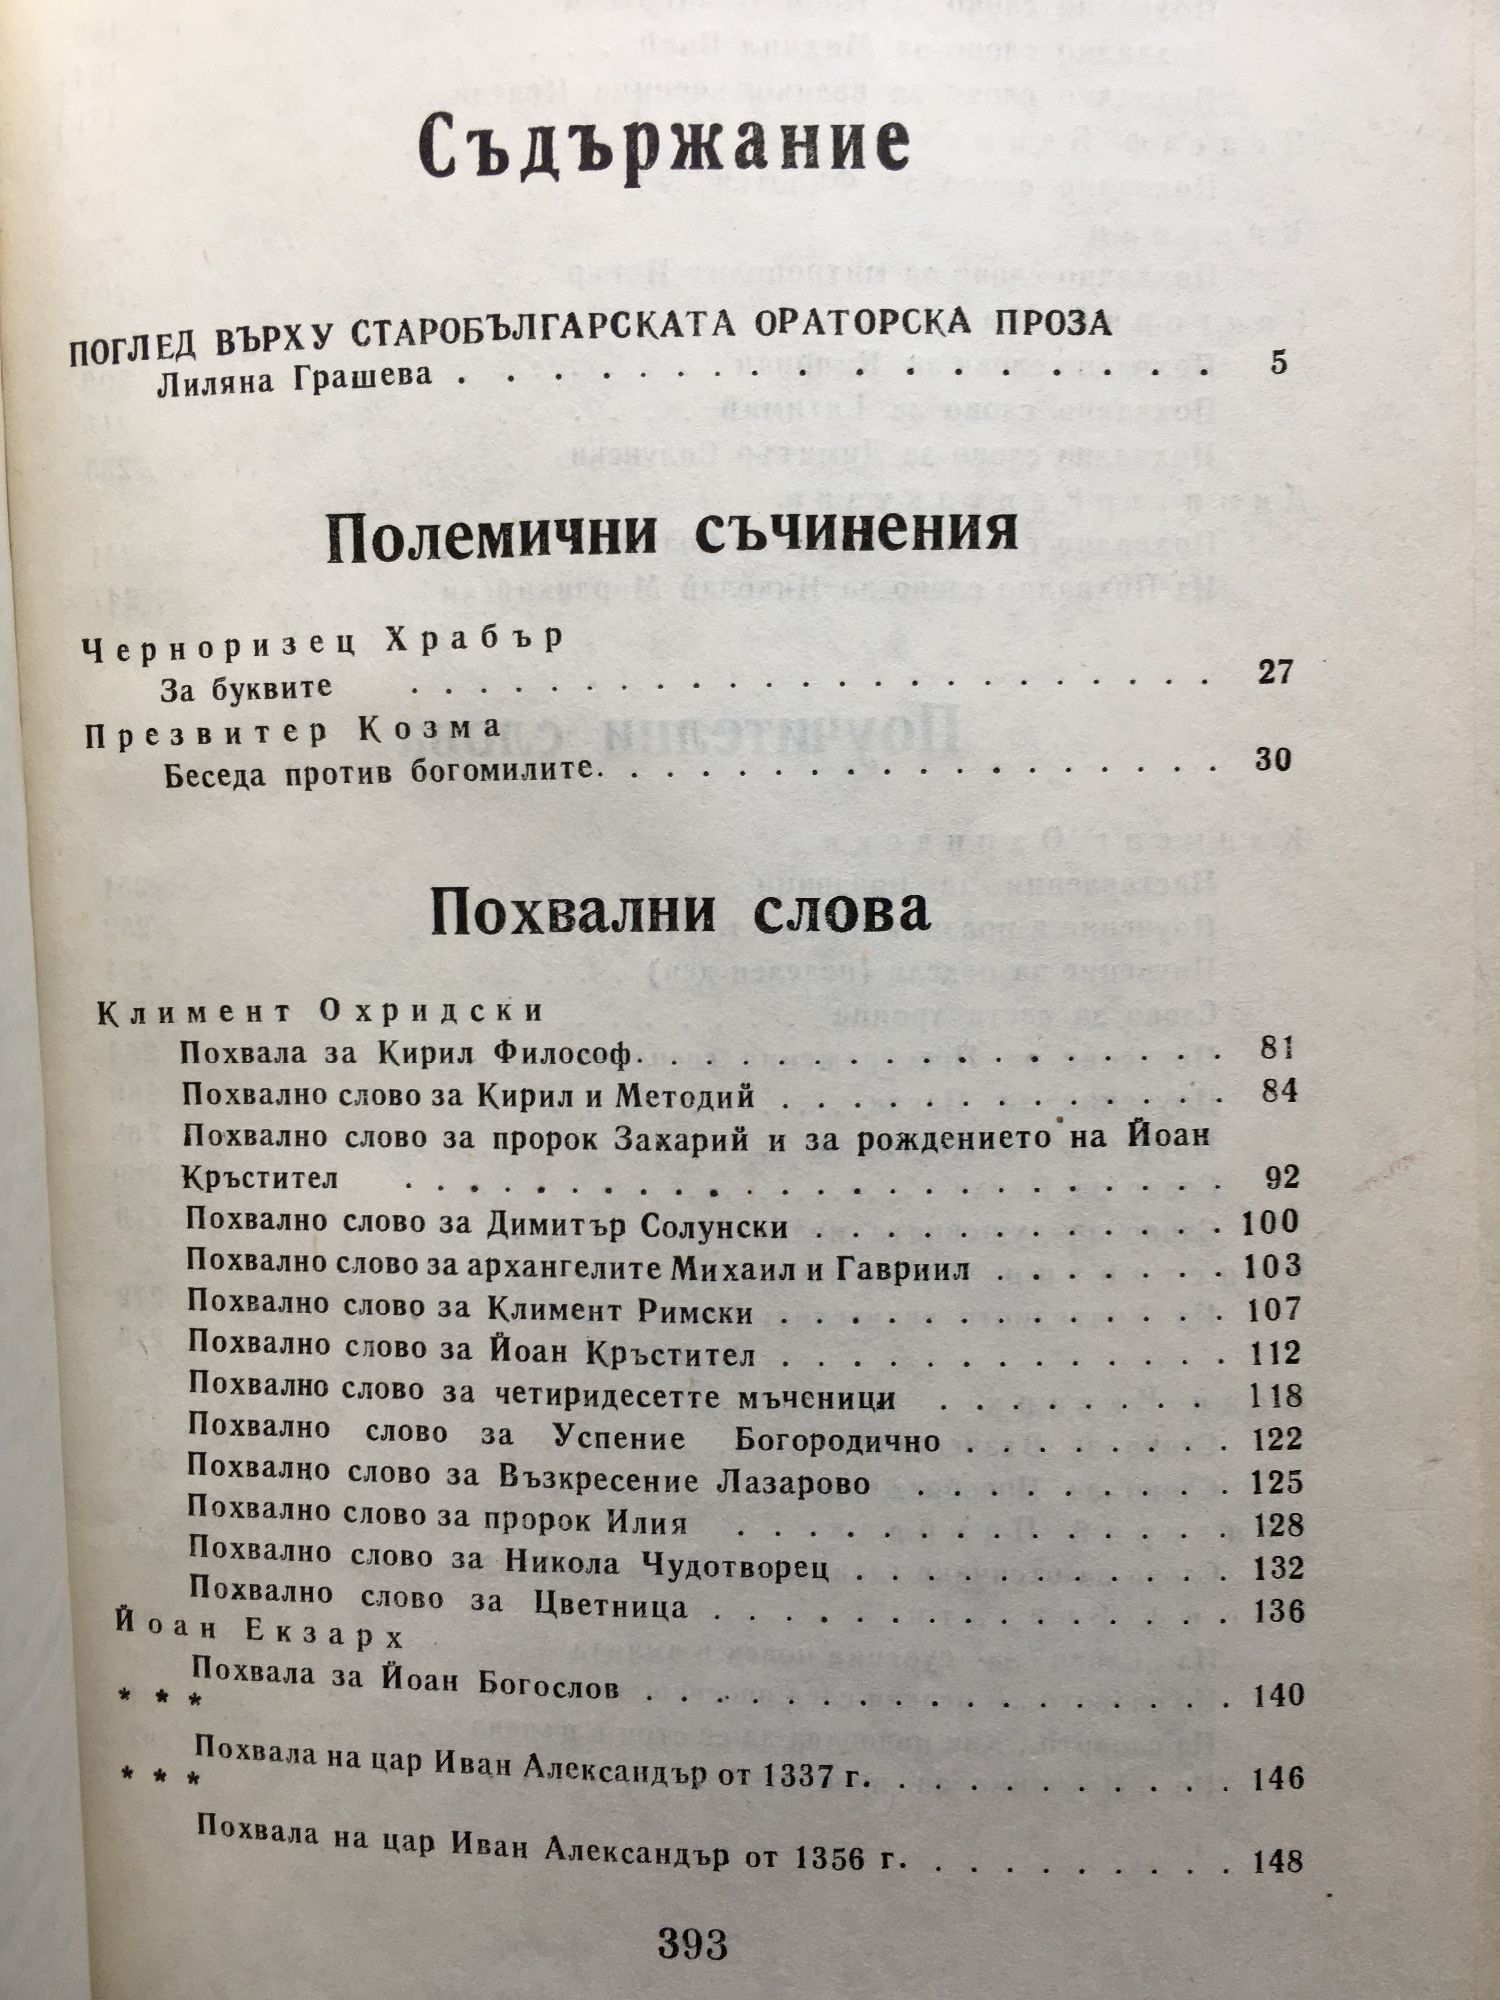 Съдържание
ПОГЛЕД ВЪРХУ СТАРОБЪЛГАРСКАТА ОРАТОРСКА ПРОЗА
Лиляна Грашева . . . . . . . . . . . . . . . . . 5
Полемични съчинения
Черноризец Храбър
За буквите . . . . . . . . . . . . . . . . . . . . . . . 27
Презвитер Козма
Беседа против богомилите. . . . . . . . . . . . . . . . . . 30
Похвални слова
Климент Охридски
Похвала за Кирил Философ. . . . . . . . . . . . . . . . . 81
Похвално слово за Кирил и Методий . . . . . . . . . . . . . 84
Похвално слово за пророк Захарий и за рождението на Йоан
Кръстител . . . . . . . . . . . . . . . . . . . . . . . . 92
Похвално слово за Димитър Солунски . . . . . . . . . . . . 100
Похвално слово за архангелите Михаил и Гавриил . . . . . . . 103
Похвално слово за Климент Римски . . . . . . . . . . . . . 107
Похвално слово за Йоан Кръстител . . . . . . . . . . . . . 112
Похвално слово за четиридесетте мъченици . . . . . . . . 118
Похвално слово за Успение Богородично . . . . . . . . 122
Похвално слово за Възкресение Лазарово . . . . . . . . . 125
Похвално слово за пророк Илия . . . . . . . . . . . . . . 128
Похвално слово за Никола Чудотворец . . . . . . . . . . . 132
Похвално слово за Цветница . . . . . . . . . . . . . . . 136
Йоан Екзарх
Похвала за Йоан Богослов . . . . . . . . . . . . . . . . . 140
* * *
Похвала на цар Иван Александър от 1337 г. . . . . . . . . . . 146
* * *
Похвала на цар Иван Александър от 1356 г. . . . . . . . . . 148
393